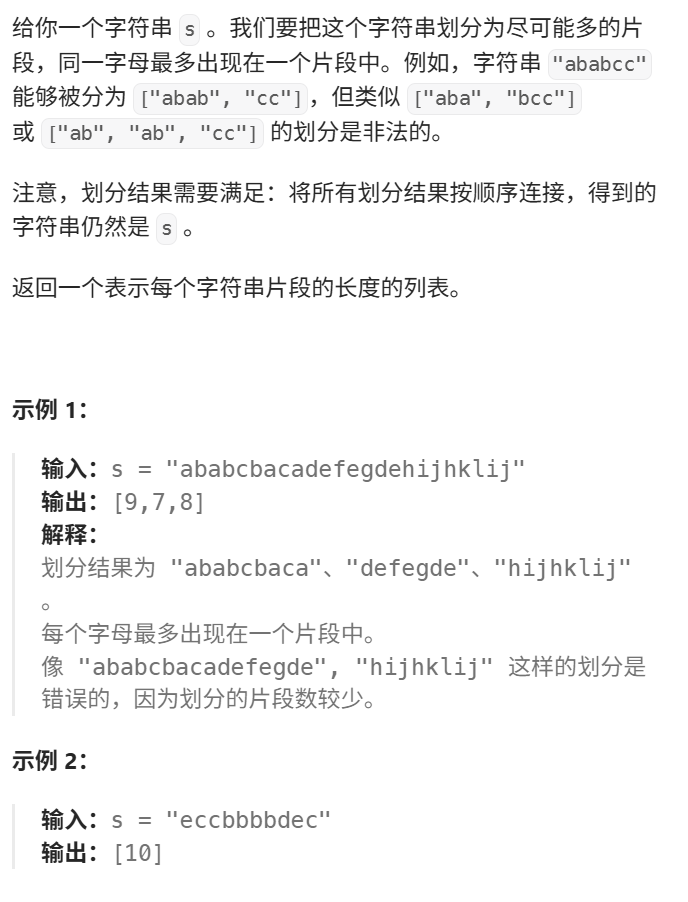 给你一个字符串 s 。我们要把这个字符串划分为尽可能多的片
段，同一字母最多出现在一个片段中。例如，字符串 "ababcc"
能够被分为 ["abab", "cc"]，但类似 ["aba", "bcc"]
或 ["ab", "ab", "cc"] 的划分是非法的。
注意，划分结果需要满足：将所有划分结果按顺序连接，得到的
字符串仍然是 s 。
返回一个表示每个字符串片段的长度的列表。
示例 1：
输入：s = "ababcbacadefegdehijhklij"
输出：[9,7,8]
解释：
划分结果为 "ababcbaca"、"defegde"、"hijhklij"
。
每个字母最多出现在一个片段中。
像 "ababcbacadefegde", "hijhklij" 这样的划分是
错误的，因为划分的片段数较少。
示例 2：
输入：s = "eccbbbbdec"
输出：[10]